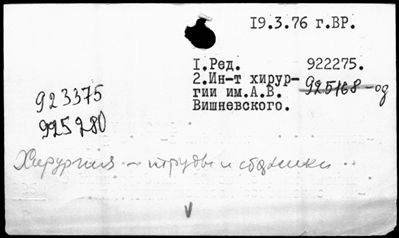 19.3.76 г.ВР.
1.Ред. 922275.
2.Ин-т хирур- 925168-од
гии им.А.В.
Вишневского.
923375
925280
Хирургия - труды и сборники